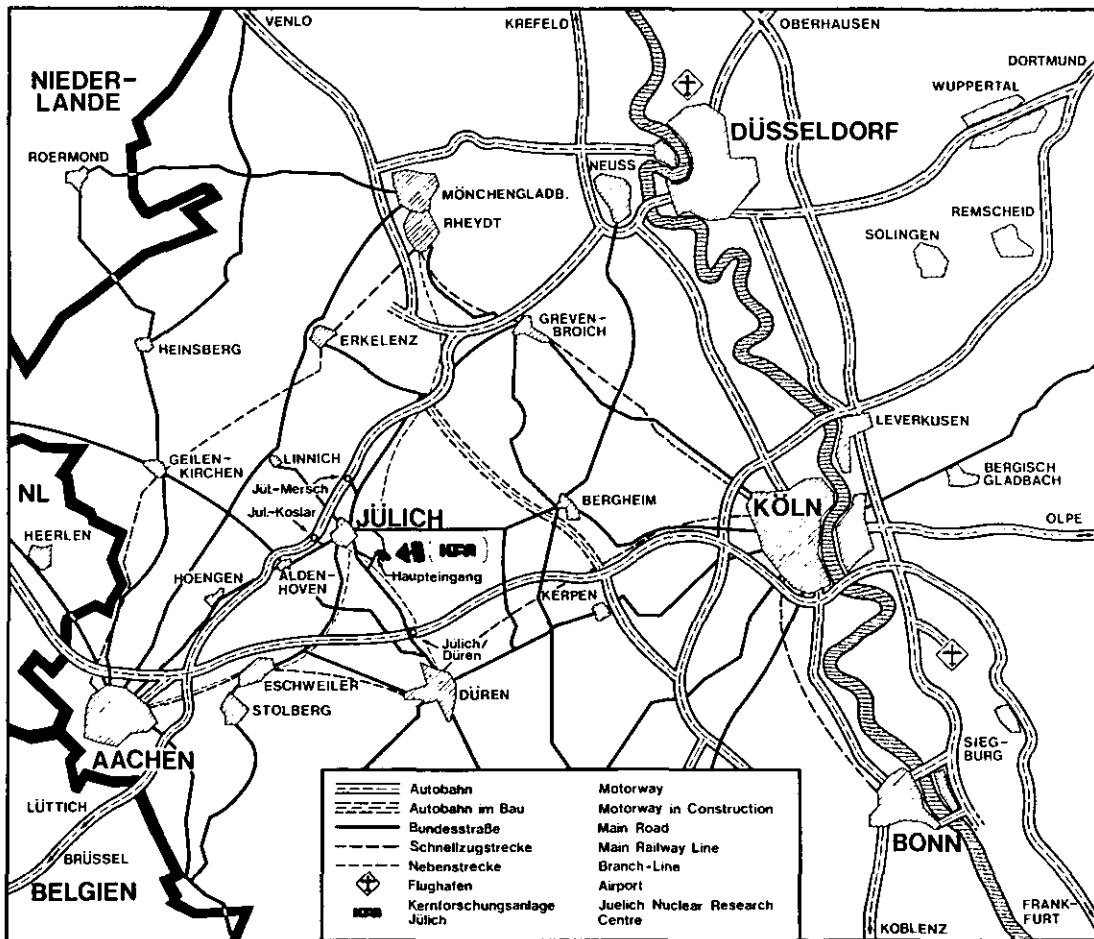 VENLO
KREFELD
OBERHAUSEN
DORTMUND
NIEDER-
LANDE
WUPPERTAL
DÜSSELDORF
ROERMOND
NEUSS
MÖNCHENGLADB.
RHEYDT
REMSCHEID
SOLINGEN
GREVEN-
BROICH
ERKELENZ
HEINSBERG
LEVERKUSEN
GEILEN-
KIRCHEN
LINNICH
BERGISCH
GLADBACH
NL
Jül.-Mersch
BERGHEIM
KÖLN
Jül.-Koslar
JÜLICH
OLPE
HEERLEN
KFA
Haupteingang
HOENGEN
ALDEN-
HOVEN
KERPEN
Jülich/
Düren
ESCHWEILER
DÜREN
STOLBERG
SIEG-
BURG
AACHEN
LÜTTICH
BRÜSSEL
BELGIEN
BONN
KOBLENZ
FRANK-
FURT
Autobahn Motorway
Autobahn im Bau Motorway in Construction
Bundesstraße Main Road
Schnellzugstrecke Main Railway Line
Nebenstrecke Branch-Line
Flughafen Airport
KFA Kernforschungsanlage Juelich Nuclear Research
Jülich Centre